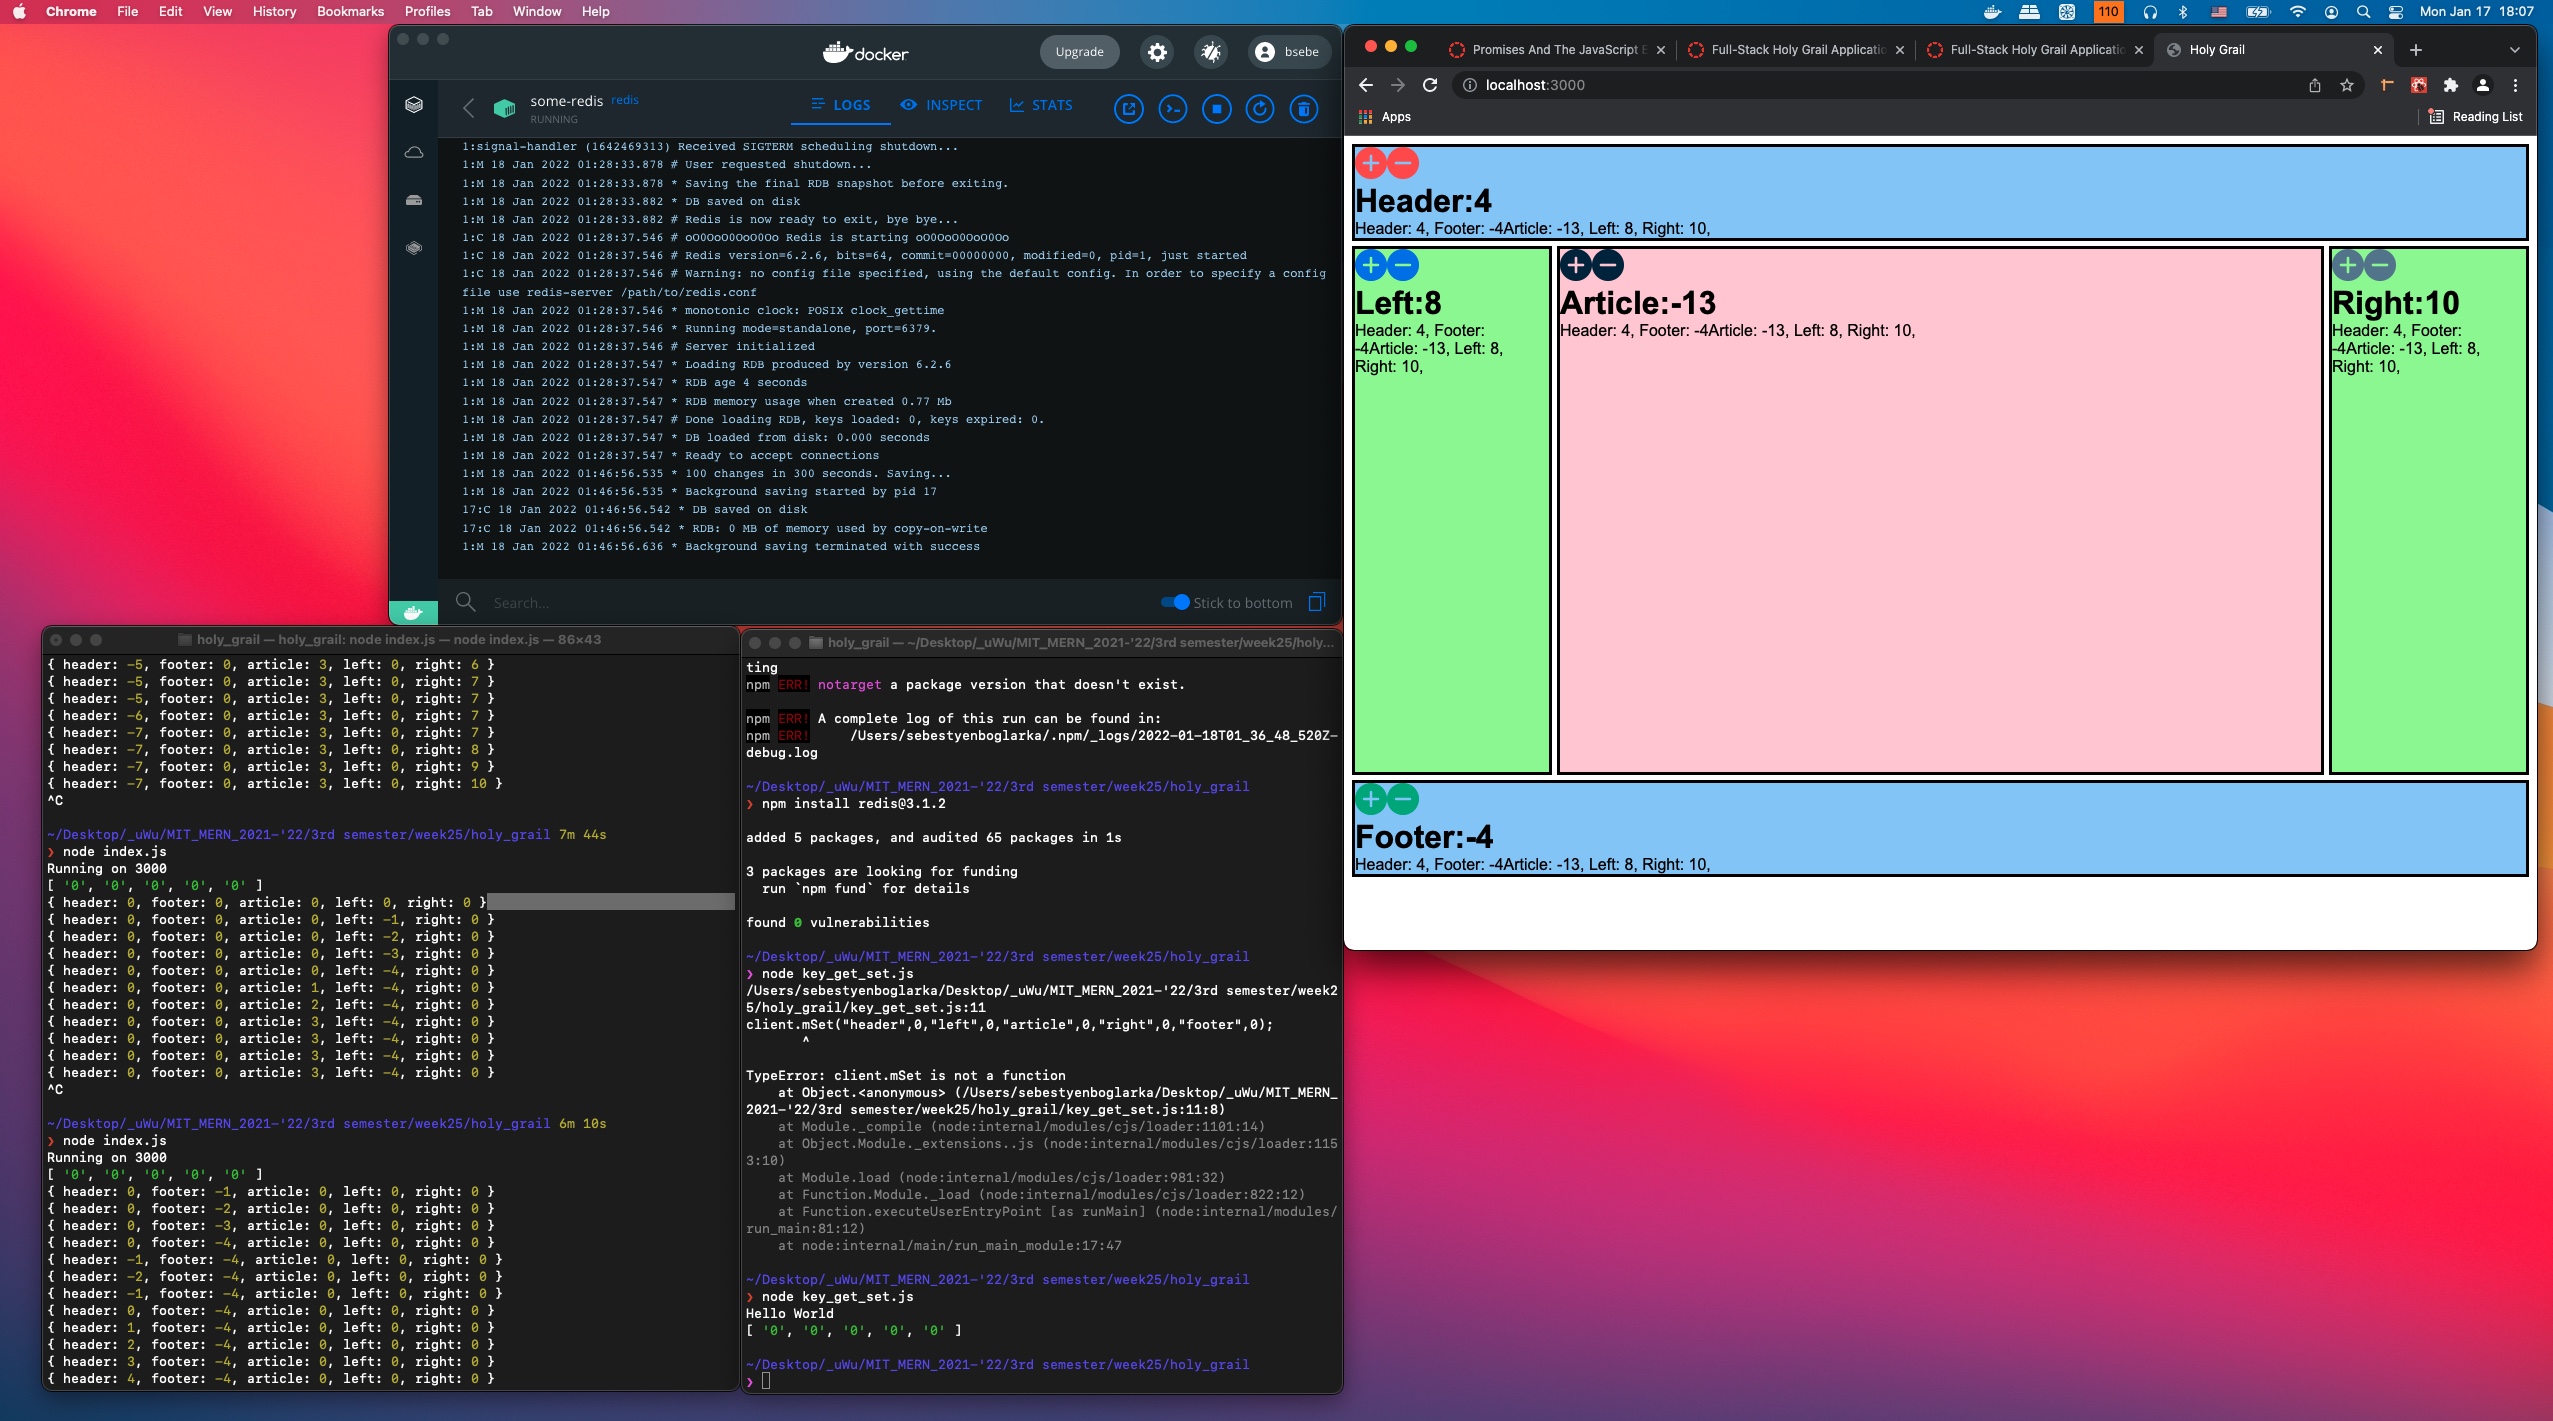 Chrome File Edit View History Bookmarks Profiles Tab Window Help
110
Mon Jan 17 18:07
docker
Upgrade
bsebe
some-redis redis
RUNNING
LOGS
INSPECT
STATS
1:signal-handler (1642469313) Received SIGTERM scheduling shutdown...
1:M 18 Jan 2022 01:28:33.878 # User requested shutdown...
1:M 18 Jan 2022 01:28:33.878 * Saving the final RDB snapshot before exiting.
1:M 18 Jan 2022 01:28:33.882 * DB saved on disk
1:M 18 Jan 2022 01:28:33.882 # Redis is now ready to exit, bye bye...
1:C 18 Jan 2022 01:28:37.546 # oO0OoO0OoO0Oo Redis is starting oO0OoO0OoO0Oo
1:C 18 Jan 2022 01:28:37.546 # Redis version=6.2.6, bits=64, commit=00000000, modified=0, pid=1, just started
1:C 18 Jan 2022 01:28:37.546 # Warning: no config file specified, using the default config. In order to specify a config
file use redis-server /path/to/redis.conf
1:M 18 Jan 2022 01:28:37.546 * monotonic clock: POSIX clock_gettime
1:M 18 Jan 2022 01:28:37.546 * Running mode=standalone, port=6379.
1:M 18 Jan 2022 01:28:37.546 # Server initialized
1:M 18 Jan 2022 01:28:37.547 * Loading RDB produced by version 6.2.6
1:M 18 Jan 2022 01:28:37.547 * RDB age 4 seconds
1:M 18 Jan 2022 01:28:37.547 * RDB memory usage when created 0.77 Mb
1:M 18 Jan 2022 01:28:37.547 # Done loading RDB, keys loaded: 0, keys expired: 0.
1:M 18 Jan 2022 01:28:37.547 * DB loaded from disk: 0.000 seconds
1:M 18 Jan 2022 01:28:37.547 * Ready to accept connections
1:M 18 Jan 2022 01:46:56.535 * 100 changes in 300 seconds. Saving...
1:M 18 Jan 2022 01:46:56.535 * Background saving started by pid 17
17:C 18 Jan 2022 01:46:56.542 * DB saved on disk
17:C 18 Jan 2022 01:46:56.542 * RDB: 0 MB of memory used by copy-on-write
1:M 18 Jan 2022 01:46:56.636 * Background saving terminated with success
Search...
Stick to bottom
holy_grail — holy_grail: node index.js — node index.js — 86×43
{ header: -5, footer: 0, article: 3, left: 0, right: 6 }
{ header: -5, footer: 0, article: 3, left: 0, right: 7 }
{ header: -5, footer: 0, article: 3, left: 0, right: 7 }
{ header: -6, footer: 0, article: 3, left: 0, right: 7 }
{ header: -7, footer: 0, article: 3, left: 0, right: 7 }
{ header: -7, footer: 0, article: 3, left: 0, right: 8 }
{ header: -7, footer: 0, article: 3, left: 0, right: 9 }
{ header: -7, footer: 0, article: 3, left: 0, right: 10 }
^C
~/Desktop/_uWu/MIT_MERN_2021-'22/3rd semester/week25/holy_grail 7m 44s
❯ node index.js
Running on 3000
[ '0', '0', '0', '0', '0' ]
{ header: 0, footer: 0, article: 0, left: 0, right: 0 }
{ header: 0, footer: 0, article: 0, left: -1, right: 0 }
{ header: 0, footer: 0, article: 0, left: -2, right: 0 }
{ header: 0, footer: 0, article: 0, left: -3, right: 0 }
{ header: 0, footer: 0, article: 0, left: -4, right: 0 }
{ header: 0, footer: 0, article: 1, left: -4, right: 0 }
{ header: 0, footer: 0, article: 2, left: -4, right: 0 }
{ header: 0, footer: 0, article: 3, left: -4, right: 0 }
{ header: 0, footer: 0, article: 3, left: -4, right: 0 }
{ header: 0, footer: 0, article: 3, left: -4, right: 0 }
{ header: 0, footer: 0, article: 3, left: -4, right: 0 }
^C
~/Desktop/_uWu/MIT_MERN_2021-'22/3rd semester/week25/holy_grail 6m 10s
❯ node index.js
Running on 3000
[ '0', '0', '0', '0', '0' ]
{ header: 0, footer: -1, article: 0, left: 0, right: 0 }
{ header: 0, footer: -2, article: 0, left: 0, right: 0 }
{ header: 0, footer: -3, article: 0, left: 0, right: 0 }
{ header: 0, footer: -4, article: 0, left: 0, right: 0 }
{ header: -1, footer: -4, article: 0, left: 0, right: 0 }
{ header: -2, footer: -4, article: 0, left: 0, right: 0 }
{ header: -1, footer: -4, article: 0, left: 0, right: 0 }
{ header: 0, footer: -4, article: 0, left: 0, right: 0 }
{ header: 1, footer: -4, article: 0, left: 0, right: 0 }
{ header: 2, footer: -4, article: 0, left: 0, right: 0 }
{ header: 3, footer: -4, article: 0, left: 0, right: 0 }
{ header: 4, footer: -4, article: 0, left: 0, right: 0 }
holy_grail — ~/Desktop/_uWu/MIT_MERN_2021-'22/3rd semester/week25/holy...
ting
npm ERR! notarget a package version that doesn't exist.
npm ERR! A complete log of this run can be found in:
npm ERR!     /Users/sebestyenboglarka/.npm/_logs/2022-01-18T01_36_48_520Z-
debug.log
~/Desktop/_uWu/MIT_MERN_2021-'22/3rd semester/week25/holy_grail
❯ npm install redis@3.1.2
added 5 packages, and audited 65 packages in 1s
3 packages are looking for funding
run `npm fund` for details
found 0 vulnerabilities
~/Desktop/_uWu/MIT_MERN_2021-'22/3rd semester/week25/holy_grail
❯ node key_get_set.js
/Users/sebestyenboglarka/Desktop/_uWu/MIT_MERN_2021-'22/3rd semester/week2
5/holy_grail/key_get_set.js:11
client.mSet("header",0,"left",0,"article",0,"right",0,"footer",0);
^
TypeError: client.mSet is not a function
at Object.<anonymous> (/Users/sebestyenboglarka/Desktop/_uWu/MIT_MERN_
2021-'22/3rd semester/week25/holy_grail/key_get_set.js:11:8)
at Module._compile (node:internal/modules/cjs/loader:1101:14)
at Object.Module._extensions..js (node:internal/modules/cjs/loader:115
3:10)
at Module.load (node:internal/modules/cjs/loader:981:32)
at Function.Module._load (node:internal/modules/cjs/loader:822:12)
at Function.executeUserEntryPoint [as runMain] (node:internal/modules/
run_main:81:12)
at node:internal/main/run_main_module:17:47
~/Desktop/_uWu/MIT_MERN_2021-'22/3rd semester/week25/holy_grail
❯ node key_get_set.js
Hello World
[ '0', '0', '0', '0', '0' ]
~/Desktop/_uWu/MIT_MERN_2021-'22/3rd semester/week25/holy_grail
❯
Promises And The JavaScript E
Full-Stack Holy Grail Applicatio
Full-Stack Holy Grail Applicatio
Holy Grail
localhost:3000
Apps
Reading List
Header:4
Header: 4, Footer: -4Article: -13, Left: 8, Right: 10,
Left:8
Header: 4, Footer:
-4Article: -13, Left: 8,
Right: 10,
Article:-13
Header: 4, Footer: -4Article: -13, Left: 8, Right: 10,
Right:10
Header: 4, Footer:
-4Article: -13, Left: 8,
Right: 10,
Footer:-4
Header: 4, Footer: -4Article: -13, Left: 8, Right: 10,